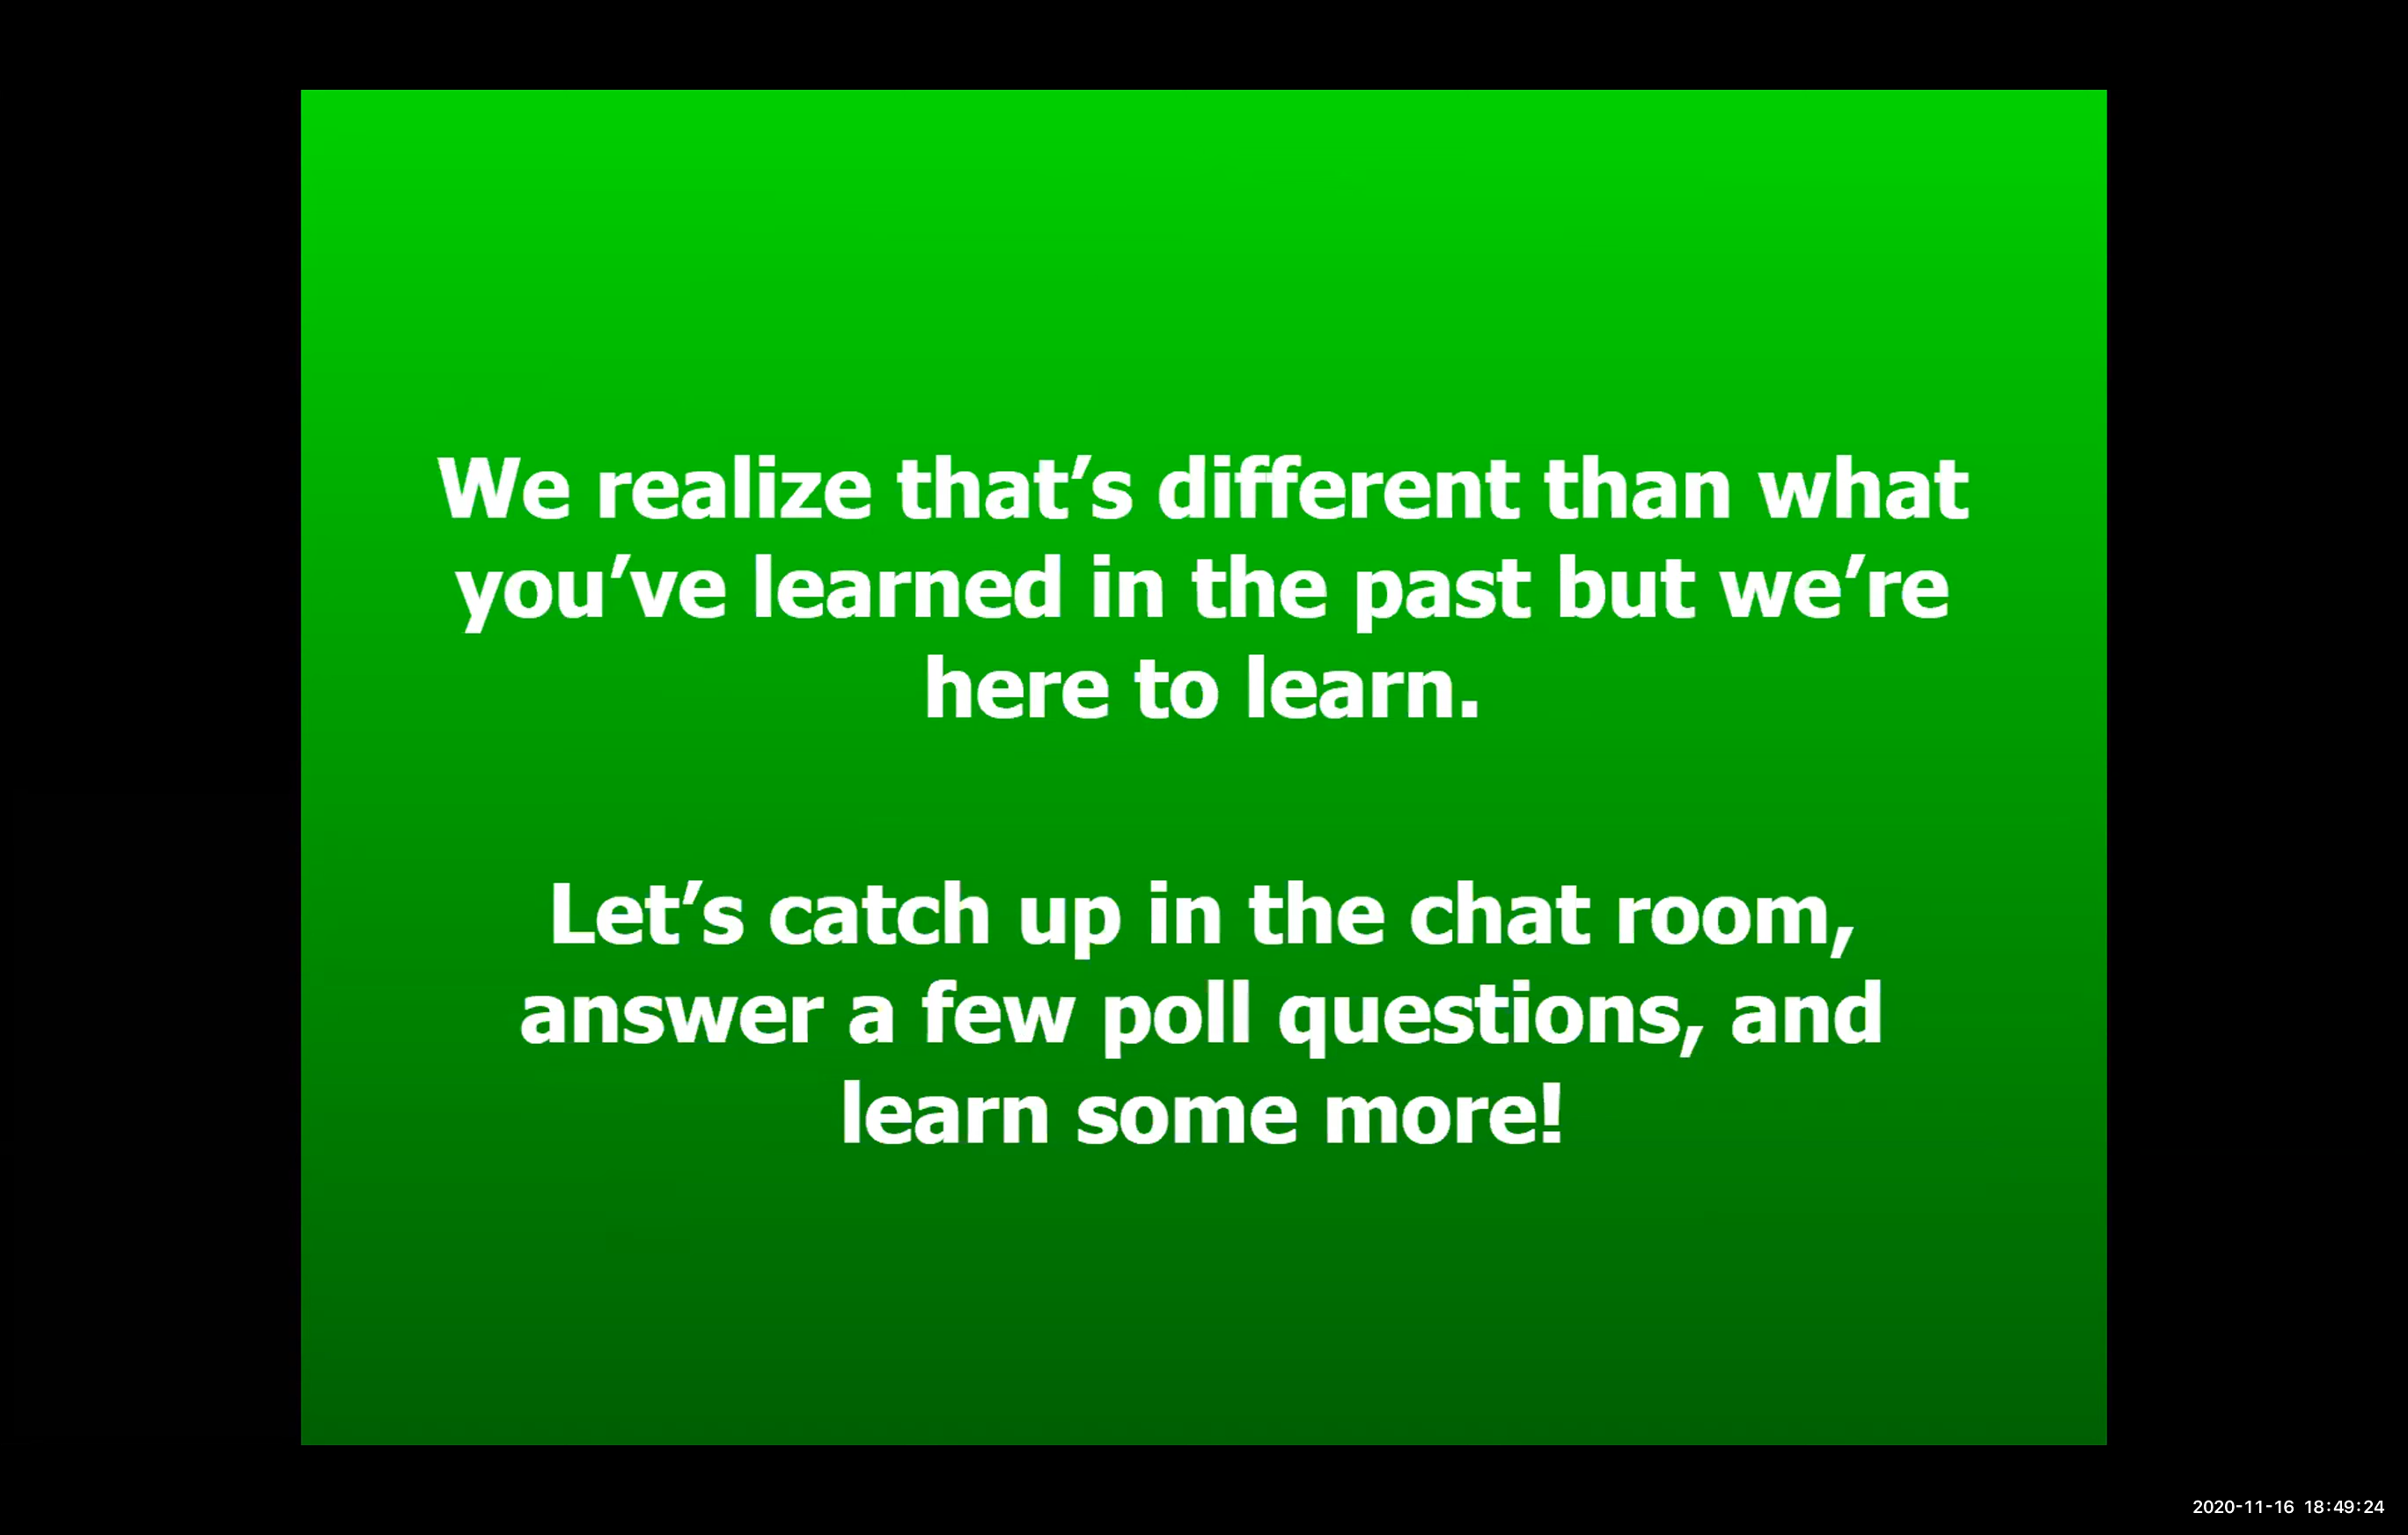 We realize that’s different than what
you’ve learned in the past but we’re
here to learn.
Let’s catch up in the chat room,
answer a few poll questions, and
learn some more!
2020-11-16 18:49:24